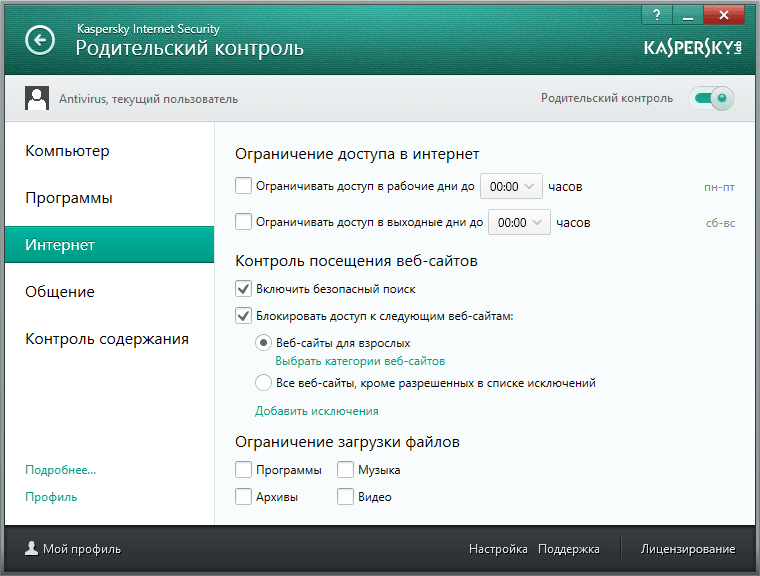 Kaspersky Internet Security
Родительский контроль
?
KASPERSKY lab
Antivirus, текущий пользователь
Родительский контроль
Компьютер
Программы
Интернет
Общение
Контроль содержания
Подробнее...
Профиль
Ограничение доступа в интернет
Ограничивать доступ в рабочие дни до 00:00 часов пн-пт
Ограничивать доступ в выходные дни до 00:00 часов сб-вс
Контроль посещения веб-сайтов
Включить безопасный поиск
Блокировать доступ к следующим веб-сайтам:
Веб-сайты для взрослых
Выбрать категории веб-сайтов
Все веб-сайты, кроме разрешенных в списке исключений
Добавить исключения
Ограничение загрузки файлов
Программы Музыка
Архивы Видео
Мой профиль
Настройка Поддержка Лицензирование